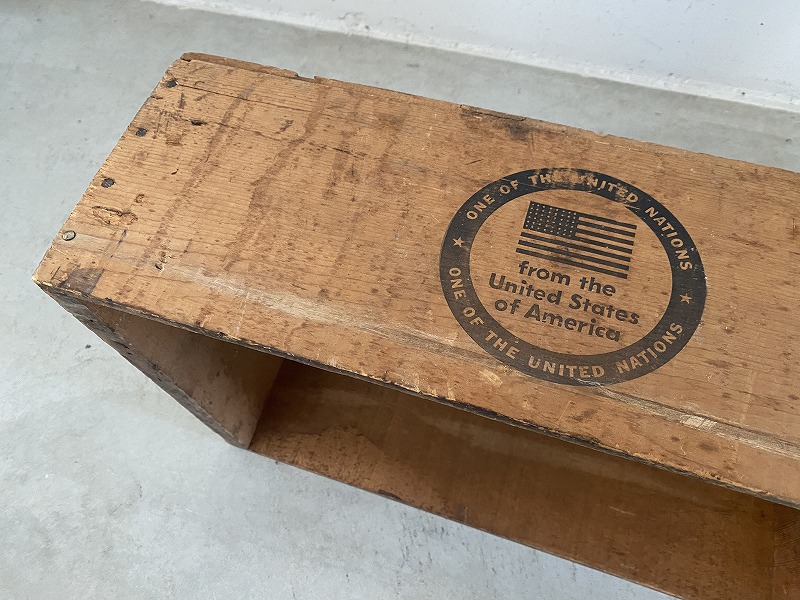 ONE OF THE UNITED NATIONS
from the
United States
of America
ONE OF THE UNITED NATIONS